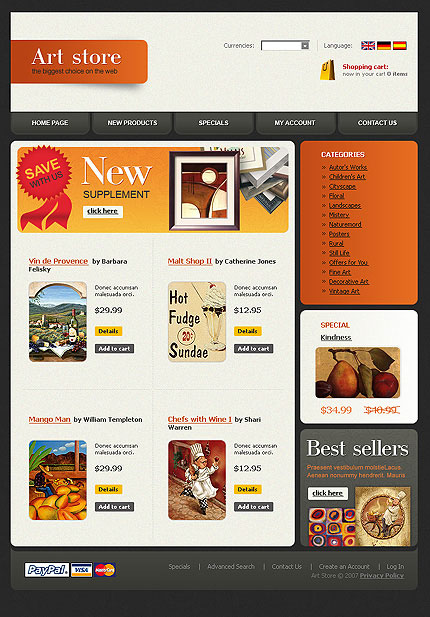 Currencies:
Language:
Art store
the biggest choice on the web
Shopping cart:
now in your cart 0 items
HOME PAGE
NEW PRODUCTS
SPECIALS
MY ACCOUNT
CONTACT US
SAVE
WITH US
New
SUPPLEMENT
click here
CATEGORIES
» Autor's Works
» Children's Art
» Cityscape
» Floral
» Landscapes
» Mistery
» Naturemord
» Posters
» Rural
» Still Life
» Offers for You
» Fine Art
» Decorative Art
» Vintage Art
Vin de Provence by Barbara
Felisky
Donec accumsan
malesuada orci.
$29.99
Details
Add to cart
Malt Shop II by Catherine Jones
Hot
Fudge
20¢
Sundae
Donec accumsan
malesuada orci.
$12.95
Details
Add to cart
SPECIAL
Kindness
$34.99 $40.99
Mango Man by William Templeton
Donec accumsan
malesuada orci.
$29.99
Details
Add to cart
Chefs with Wine I by Shari
Warren
Donec accumsan
malesuada orci.
$12.95
Details
Add to cart
Best sellers
Praesent vestibulum molstieLacus.
Aenean nonummy hendrerit. Mauris
click here
PayPal
VISA
MasterCard
Specials | Advanced Search | Contact Us | Create an Account | Log In
Art Store © 2007 Privacy Policy